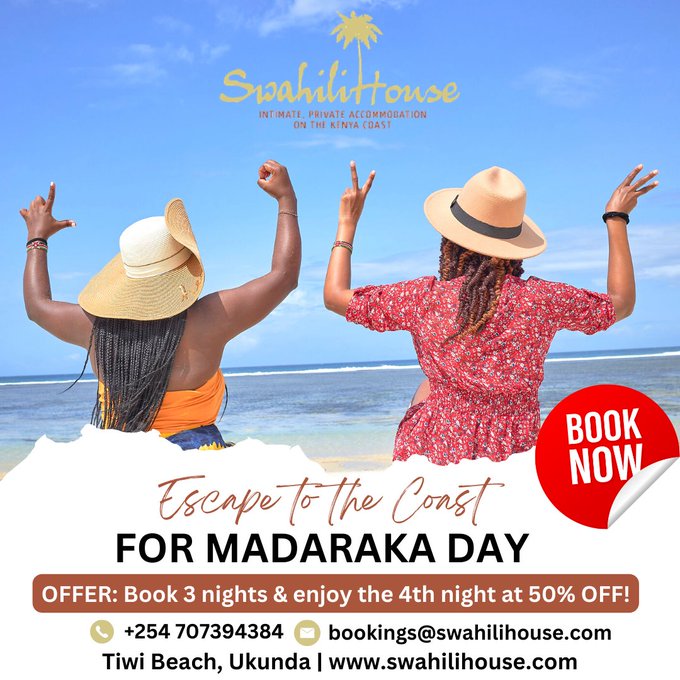 Swahili House
INTIMATE, PRIVATE ACCOMMODATION
ON THE KENYA COAST
BOOK
NOW
Escape to the Coast
FOR MADARAKA DAY
OFFER: Book 3 nights & enjoy the 4th night at 50% OFF!
+254 707394384 bookings@swahilihouse.com
Tiwi Beach, Ukunda | www.swahilihouse.com